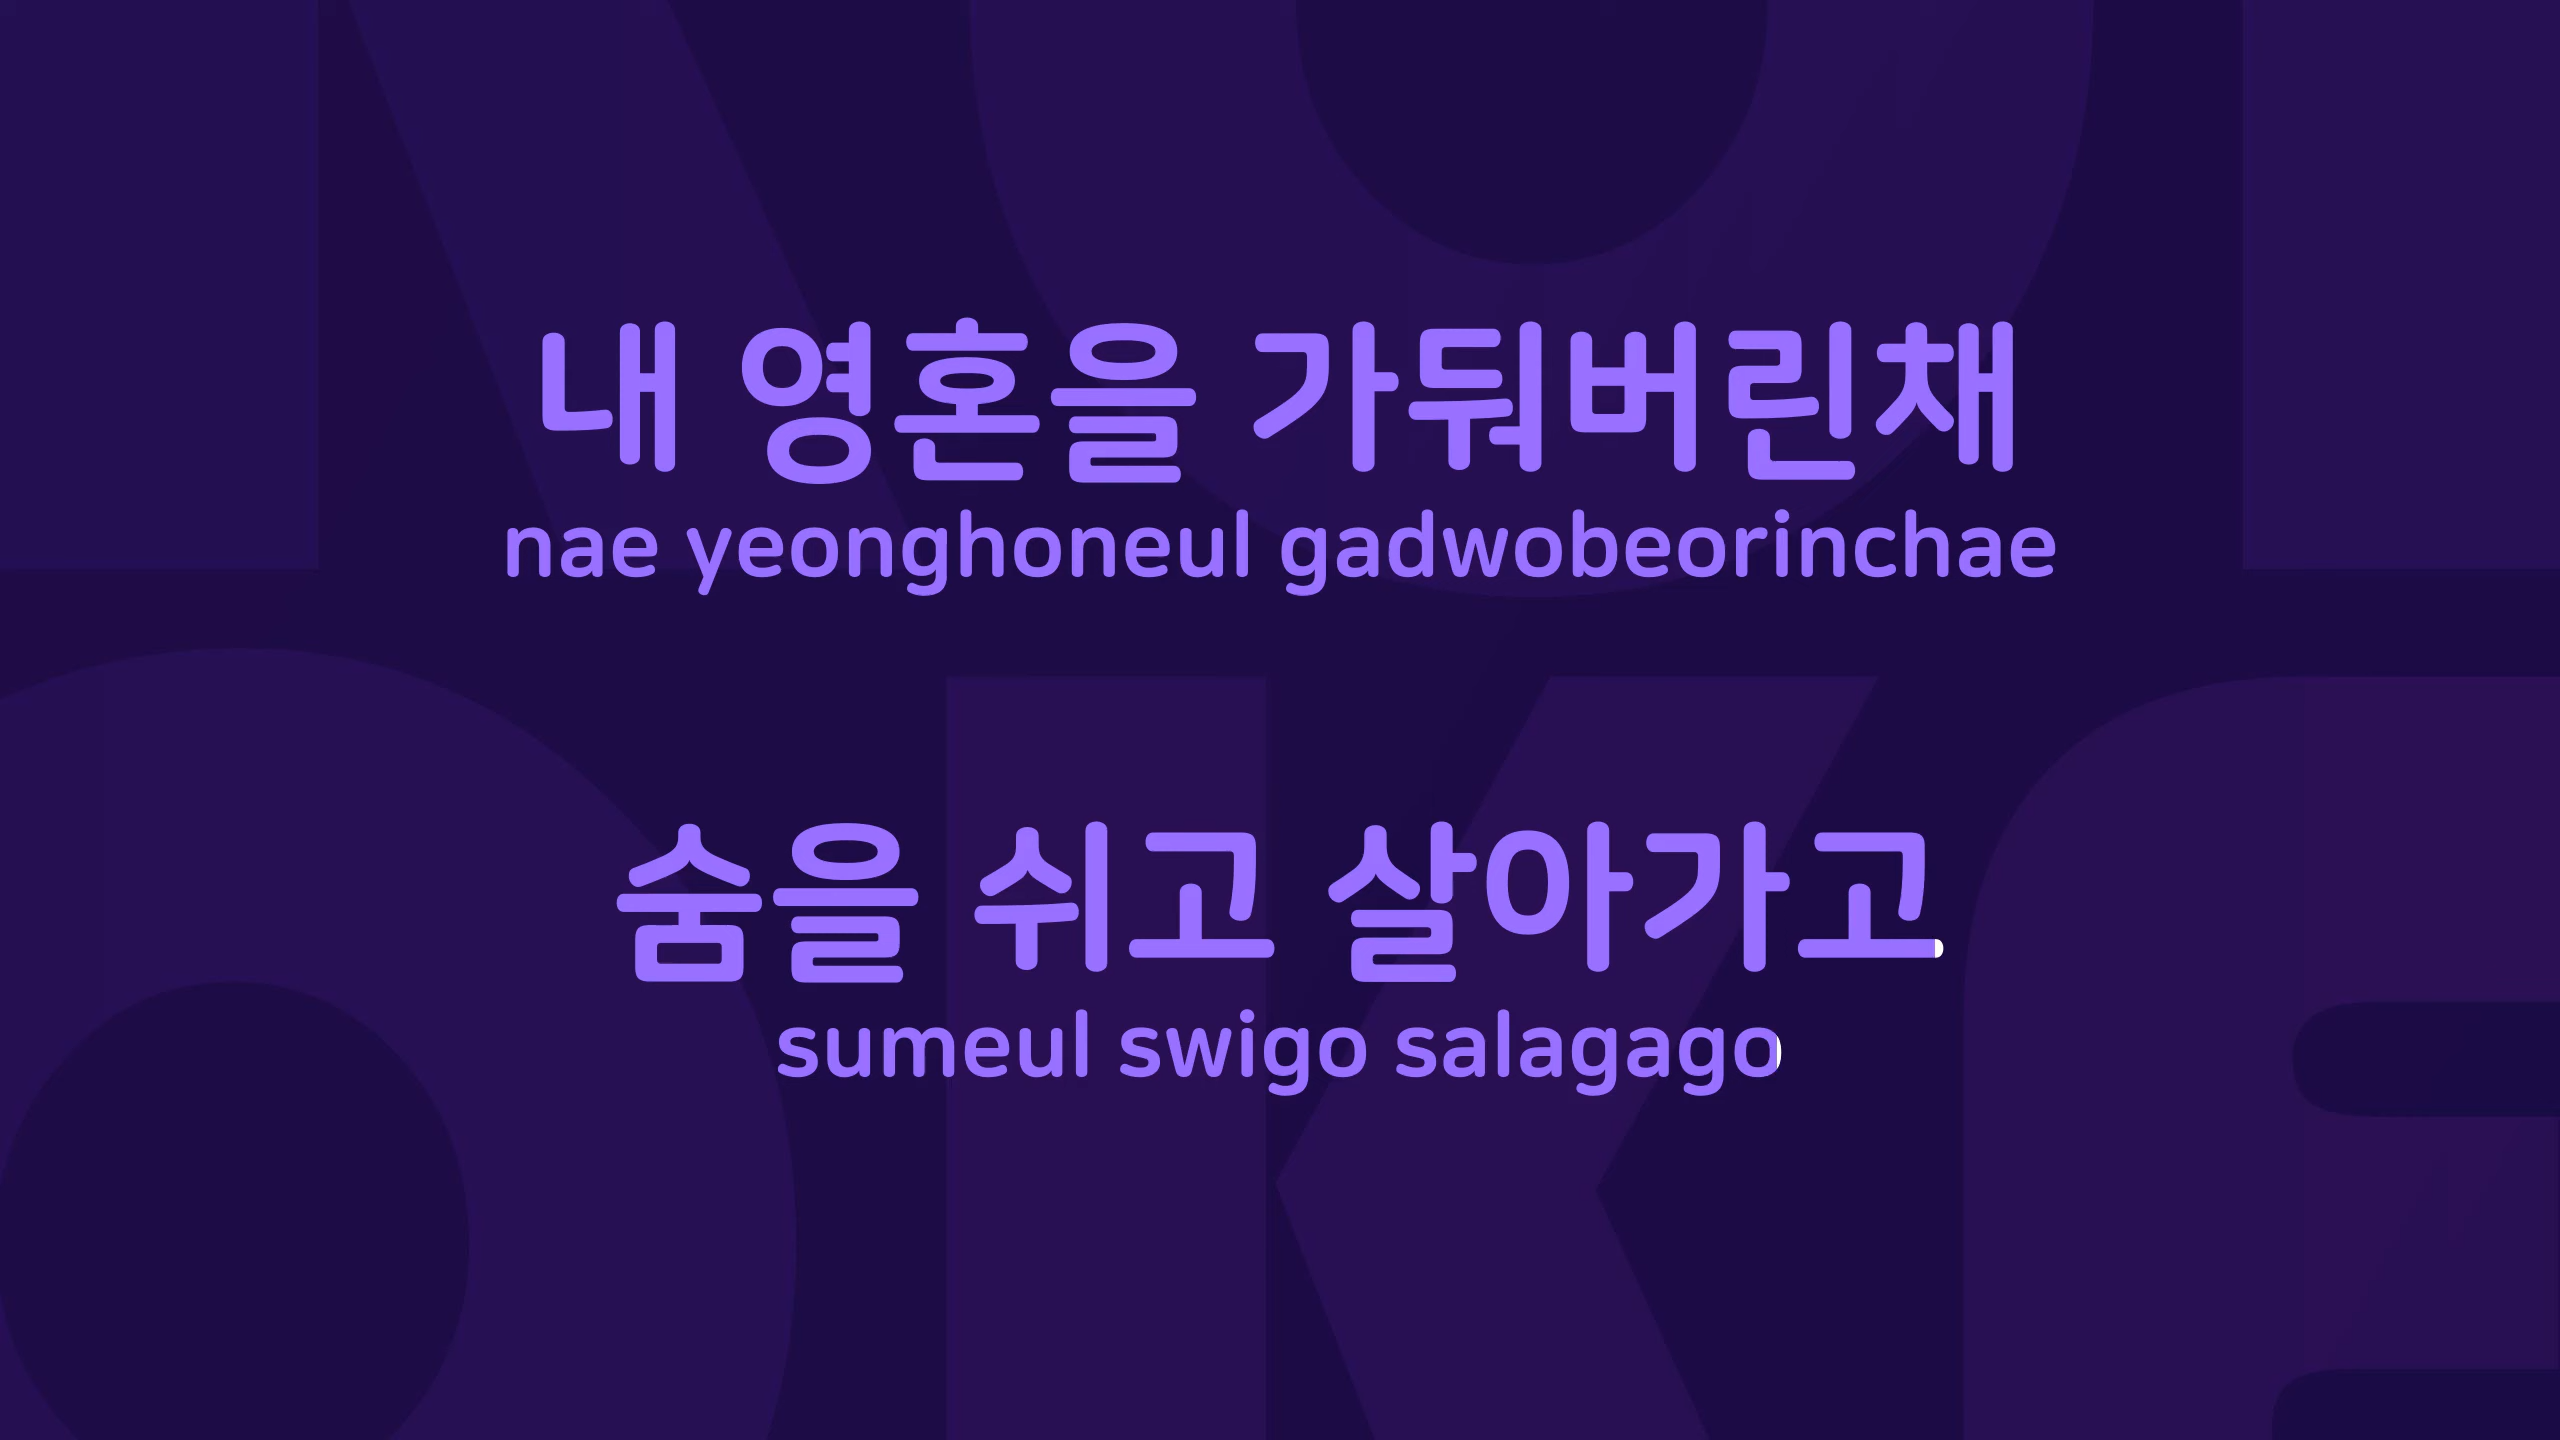 내 영혼을 가둬버린채
nae yeonghoneul gadwobeorinchae
숨을 쉬고 살아가고
sumeul swigo salagago